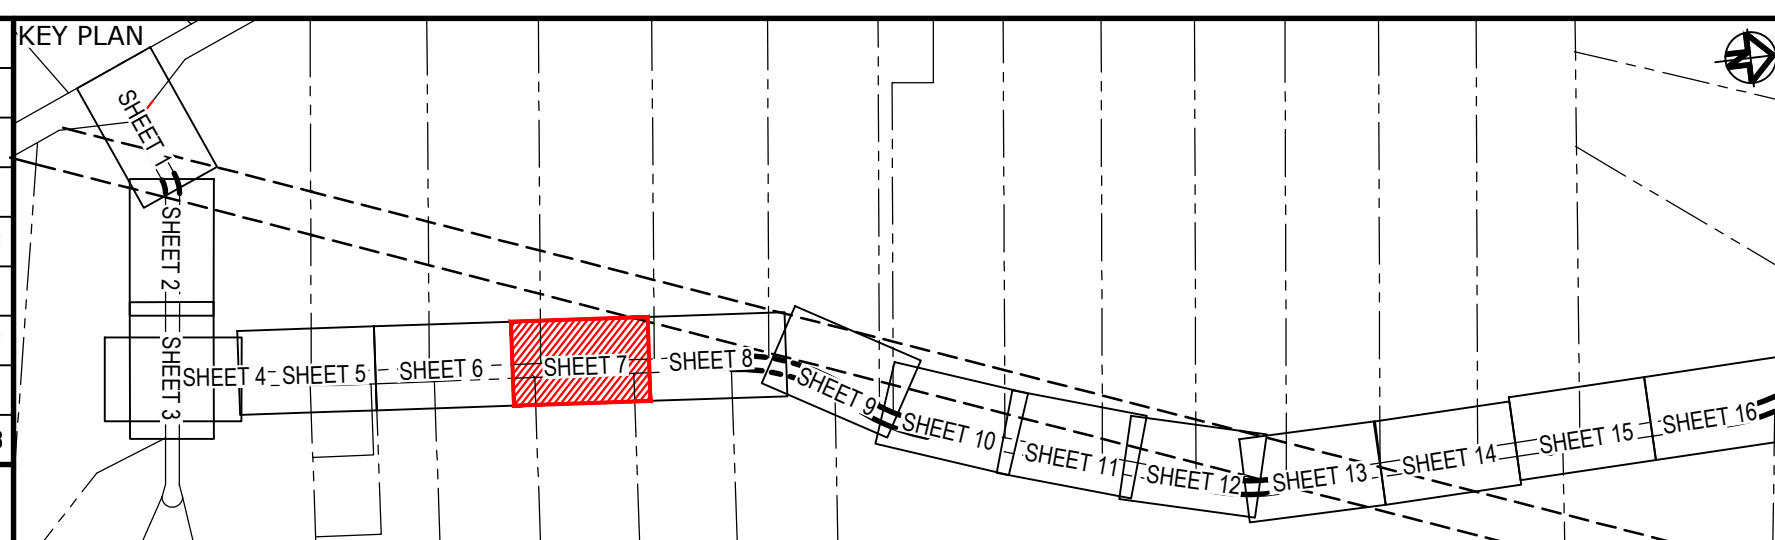 KEY PLAN
SHEET 1
SHEET 2
SHEET 3
SHEET 4
SHEET 5
SHEET 6
SHEET 7
SHEET 8
SHEET 9
SHEET 10
SHEET 11
SHEET 12
SHEET 13
SHEET 14
SHEET 15
SHEET 16
N